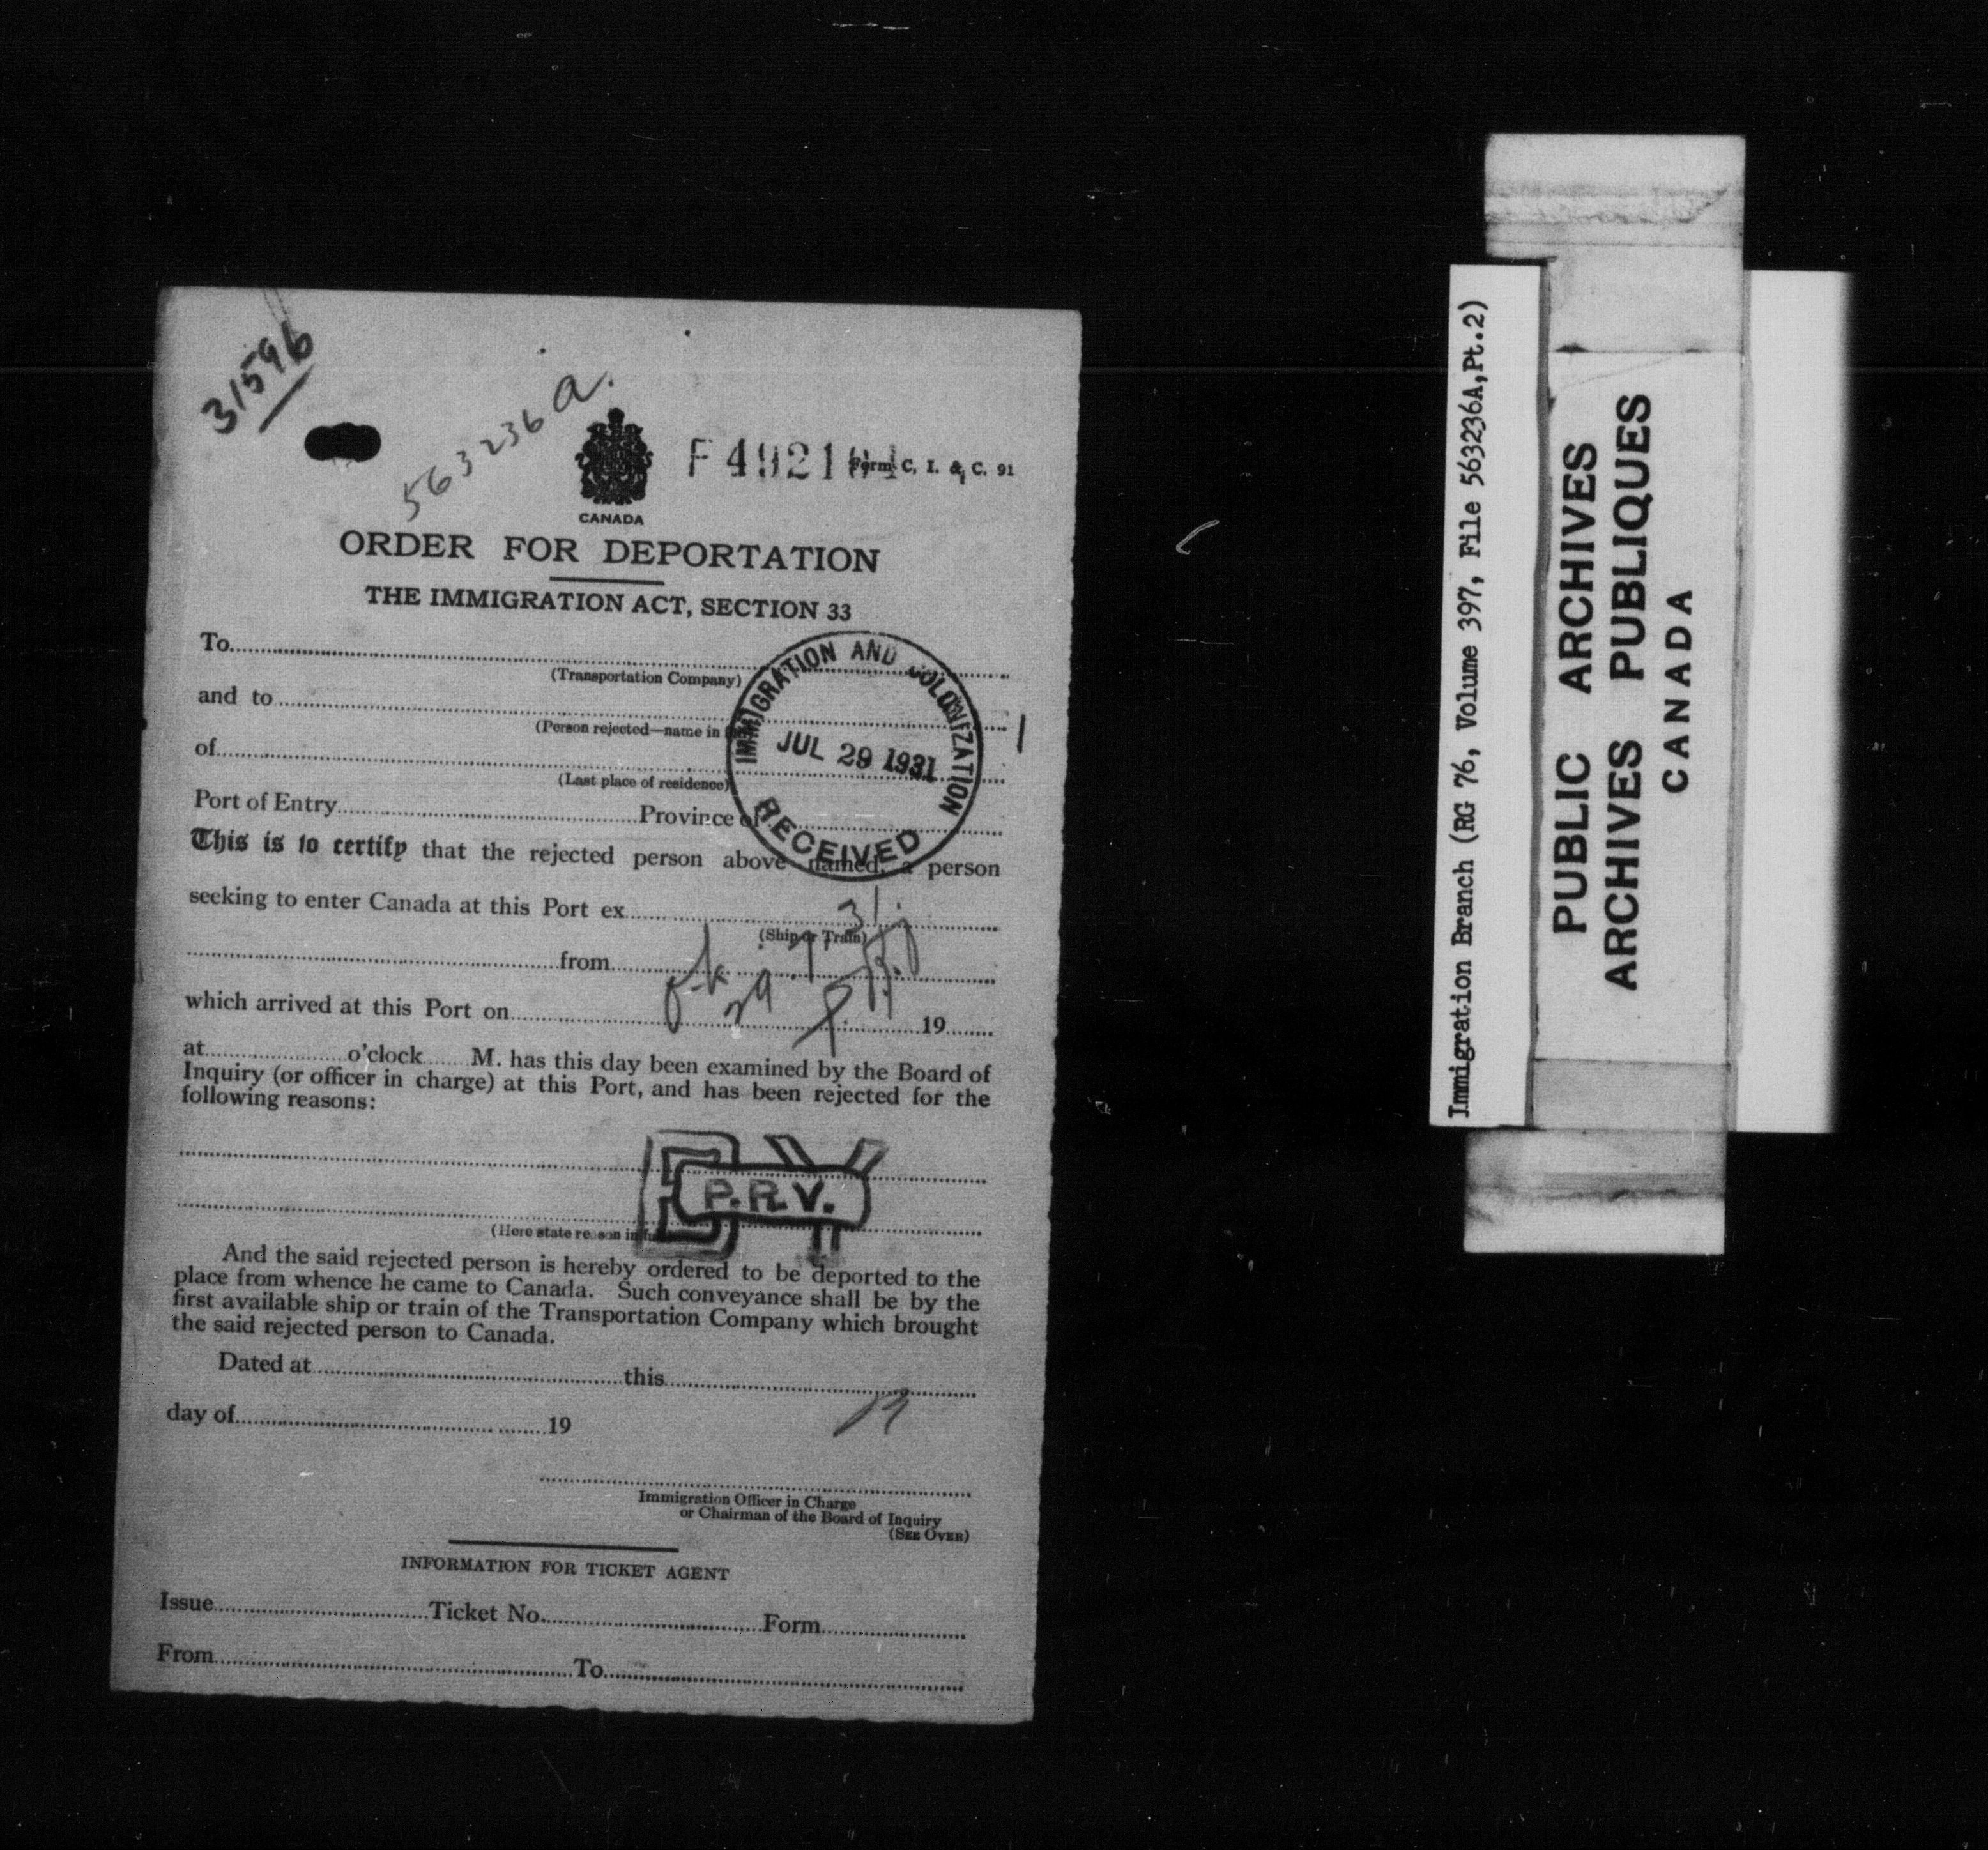 31596
563236 a.
F 492104 Form C. I. & C. 91
CANADA
ORDER FOR DEPORTATION
THE IMMIGRATION ACT, SECTION 33
To
(Transportation Company)
and to
(Person rejected—name in
of
(Last place of residence)
IMMIGRATION AND COLONIZATION
JUL 29 1931
RECEIVED
Port of Entry Province of
This is to certify that the rejected person above named, a person
seeking to enter Canada at this Port ex
(Ship or Train)
from
which arrived at this Port on 19
at o'clock M. has this day been examined by the Board of
Inquiry (or officer in charge) at this Port, and has been rejected for the
following reasons:
P.R.V.
(Here state reason in full)
And the said rejected person is hereby ordered to be deported to the
place from whence he came to Canada. Such conveyance shall be by the
first available ship or train of the Transportation Company which brought
the said rejected person to Canada.
Dated at this
day of 19
Immigration Officer in Charge
or Chairman of the Board of Inquiry
(SEE OVER)
INFORMATION FOR TICKET AGENT
Issue Ticket No. Form
From To
Immigration Branch (RG 76, Volume 397, File 563236A,Pt.2)
PUBLIC ARCHIVES
ARCHIVES PUBLIQUES
CANADA